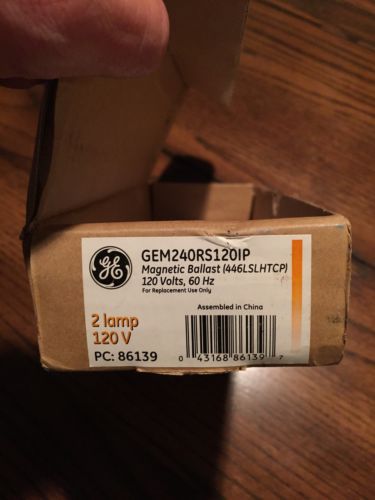 GE
GEM240RS120IP
Magnetic Ballast (446LSLHTCP)
120 Volts, 60 Hz
For Replacement Use Only
Assembled in China
2 lamp
120 V
PC: 86139
0 43168 86139 7